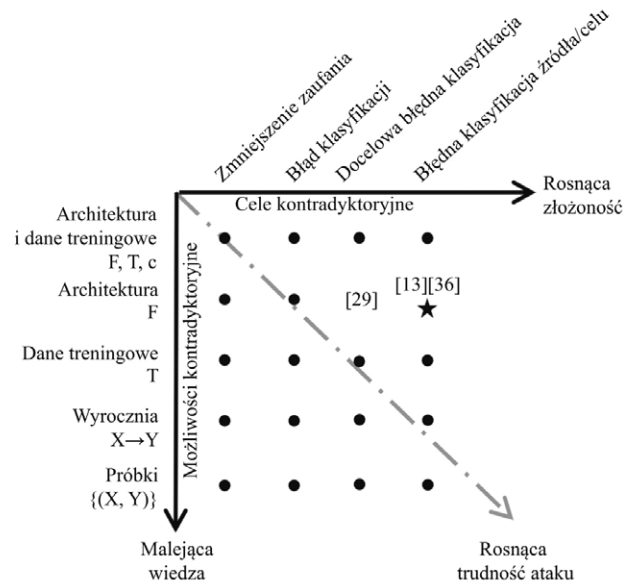 Zmniejszenie zaufania
Błąd klasyfikacji
Docelowa błędna klasyfikacja
Błędna klasyfikacja źródła/celu
Rosnąca
złożoność
Cele kontradyktoryjne
Możliwości kontradyktoryjne
Architektura
i dane treningowe
F, T, c
Architektura
F
[29]
[13][36]
Dane treningowe
T
Wyrocznia
X→Y
Próbki
{(X, Y)}
Malejąca
wiedza
Rosnąca
trudność ataku